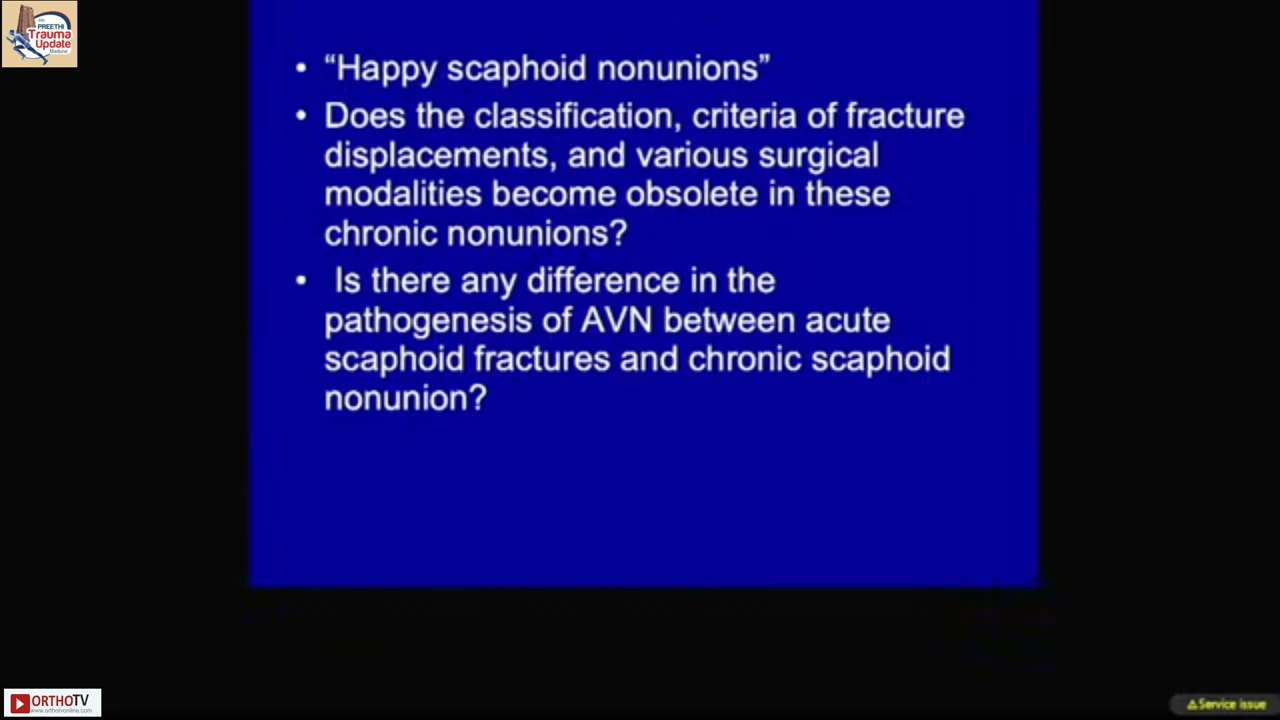 PREETHI
Trauma
Update
Madurai
• “Happy scaphoid nonunions”
• Does the classification, criteria of fracture
displacements, and various surgical
modalities become obsolete in these
chronic nonunions?
• Is there any difference in the
pathogenesis of AVN between acute
scaphoid fractures and chronic scaphoid
nonunion?
ORTHOTV
www.orthotvonline.com
⚠Service issue